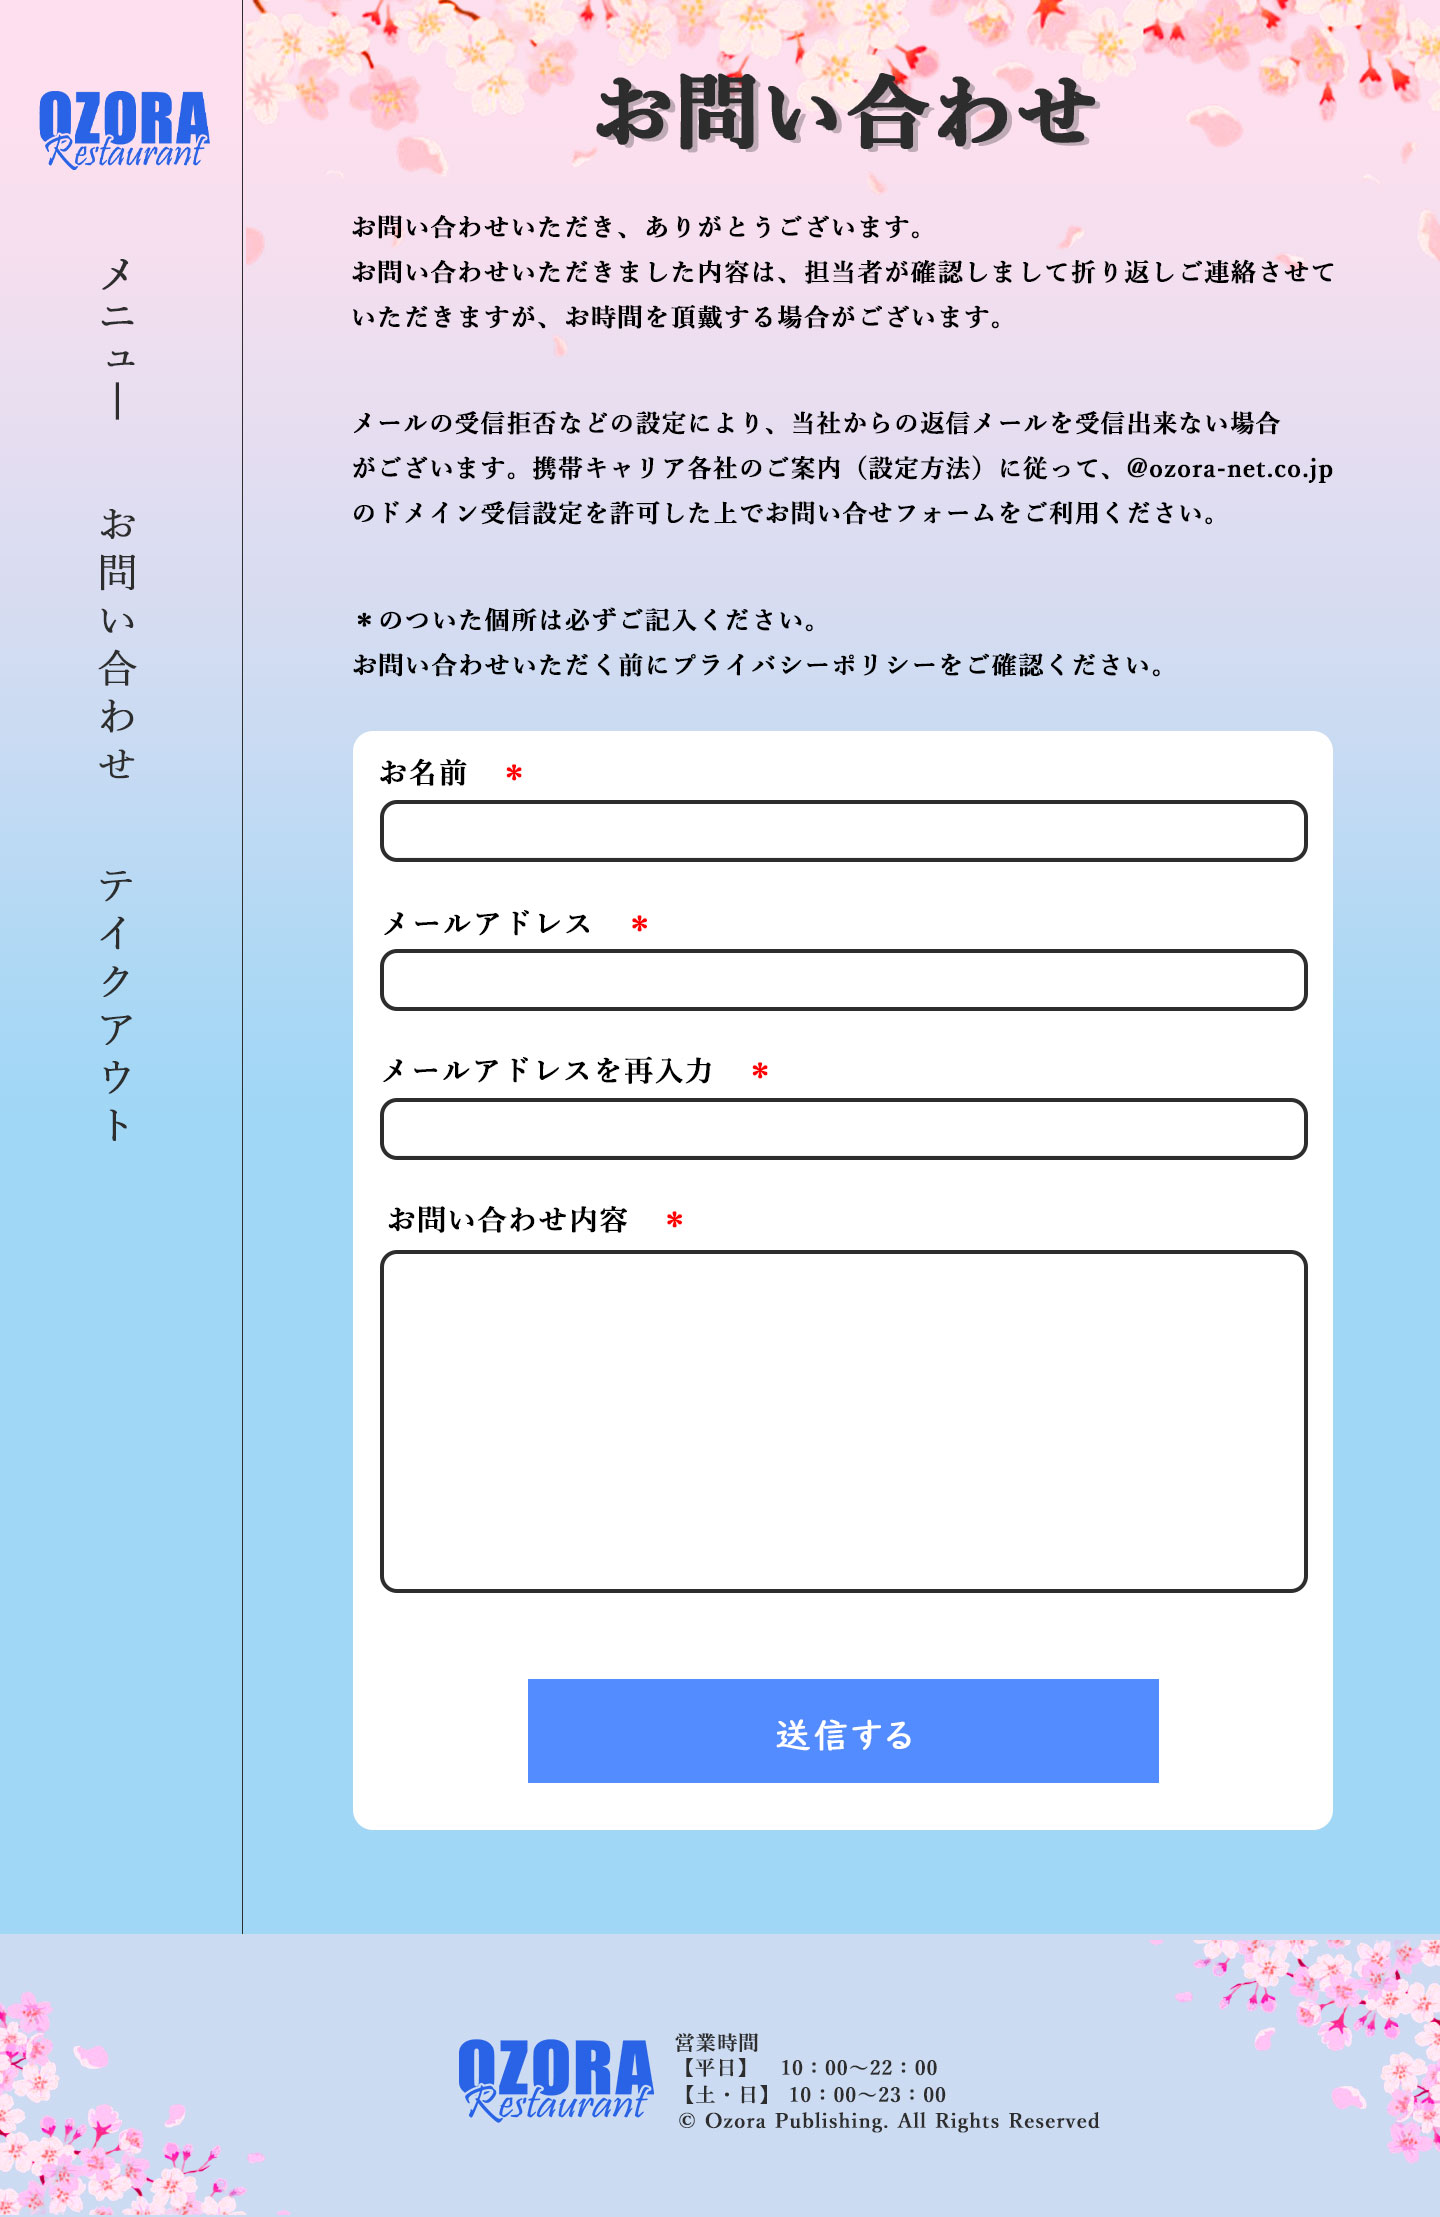 OZORA
Restaurant
メニュー
お問い合わせ
テイクアウト
お問い合わせ
お問い合わせいただき、ありがとうございます。
お問い合わせいただきました内容は、担当者が確認しまして折り返しご連絡させて
いただきますが、お時間を頂戴する場合がございます。
メールの受信拒否などの設定により、当社からの返信メールを受信出来ない場合
がございます。携帯キャリア各社のご案内（設定方法）に従って、@ozora-net.co.jp
のドメイン受信設定を許可した上でお問い合せフォームをご利用ください。
＊のついた個所は必ずご記入ください。
お問い合わせいただく前にプライバシーポリシーをご確認ください。
お名前　＊
メールアドレス　＊
メールアドレスを再入力　＊
お問い合わせ内容　＊
送信する
OZORA
Restaurant
営業時間
【平日】　10：00～22：00
【土・日】 10：00～23：00
© Ozora Publishing. All Rights Reserved